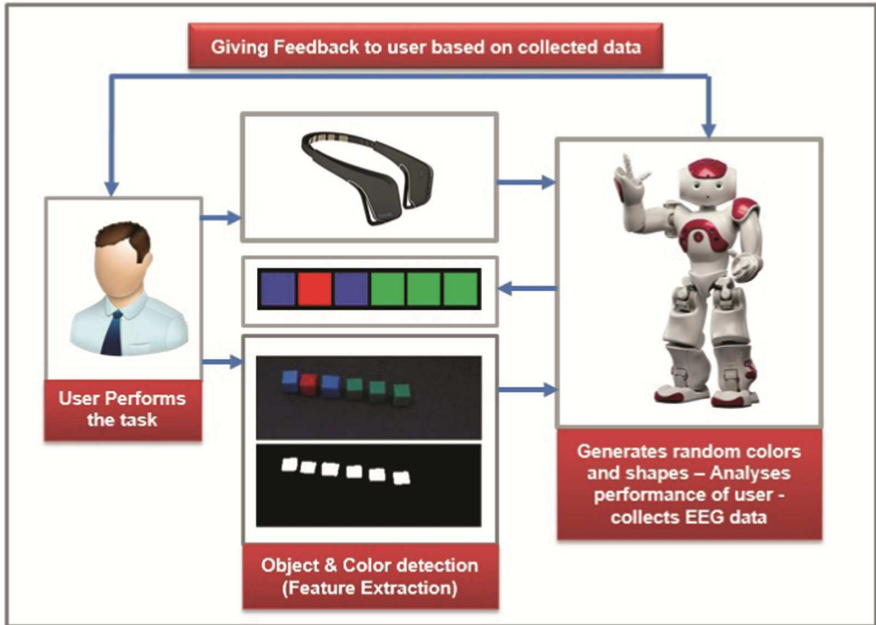 Giving Feedback to user based on collected data
User Performs
the task
Generates random colors
and shapes – Analyses
performance of user -
collects EEG data
Object & Color detection
(Feature Extraction)